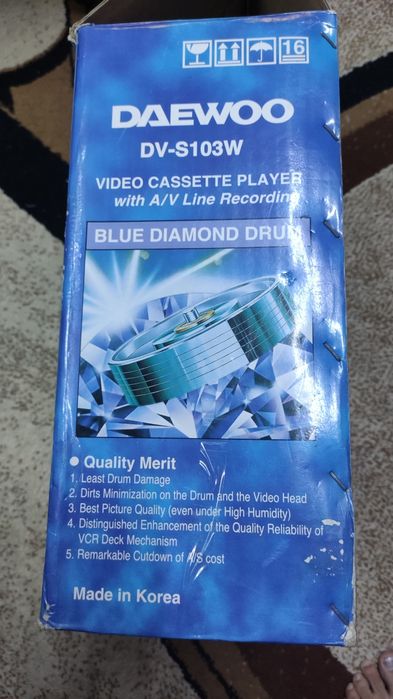 16
DAEWOO
DV-S103W
VIDEO CASSETTE PLAYER
with A/V Line Recording
BLUE DIAMOND DRUM
● Quality Merit
1. Least Drum Damage
2. Dirts Minimization on the Drum and the Video Head
3. Best Picture Quality (even under High Humidity)
4. Distinguished Enhancement of the Quality Reliability of
VCR Deck Mechanism
5. Remarkable Cutdown of A/S cost
Made in Korea